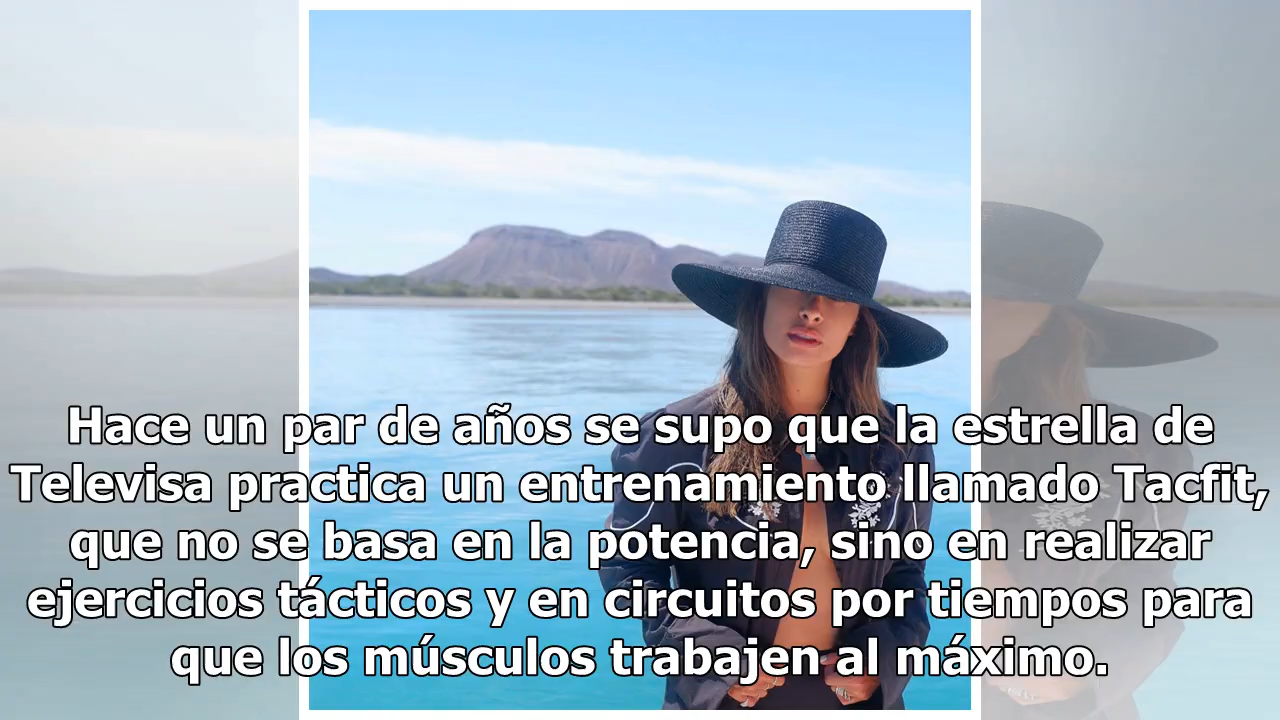 Hace un par de años se supo que la estrella de
Televisa practica un entrenamiento llamado Tacfit,
que no se basa en la potencia, sino en realizar
ejercicios tácticos y en circuitos por tiempos para
que los músculos trabajen al máximo.